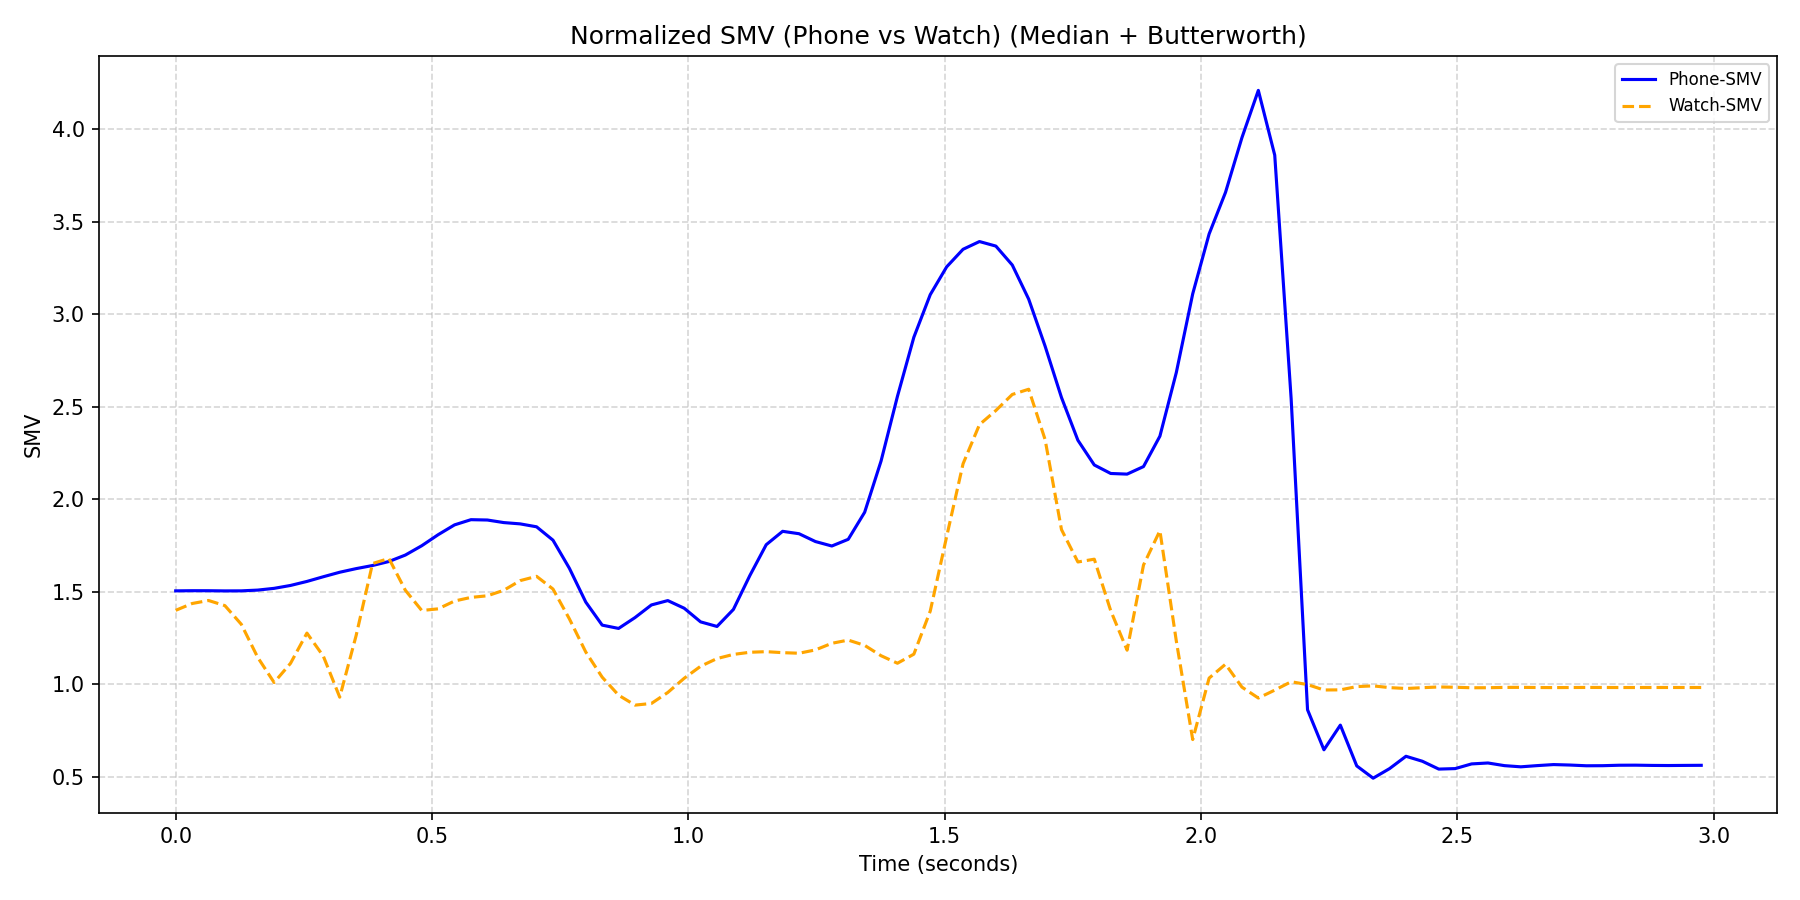 Normalized SMV (Phone vs Watch) (Median + Butterworth)
Phone-SMV
Watch-SMV
SMV
4.0
3.5
3.0
2.5
2.0
1.5
1.0
0.5
0.0 0.5 1.0 1.5 2.0 2.5 3.0
Time (seconds)